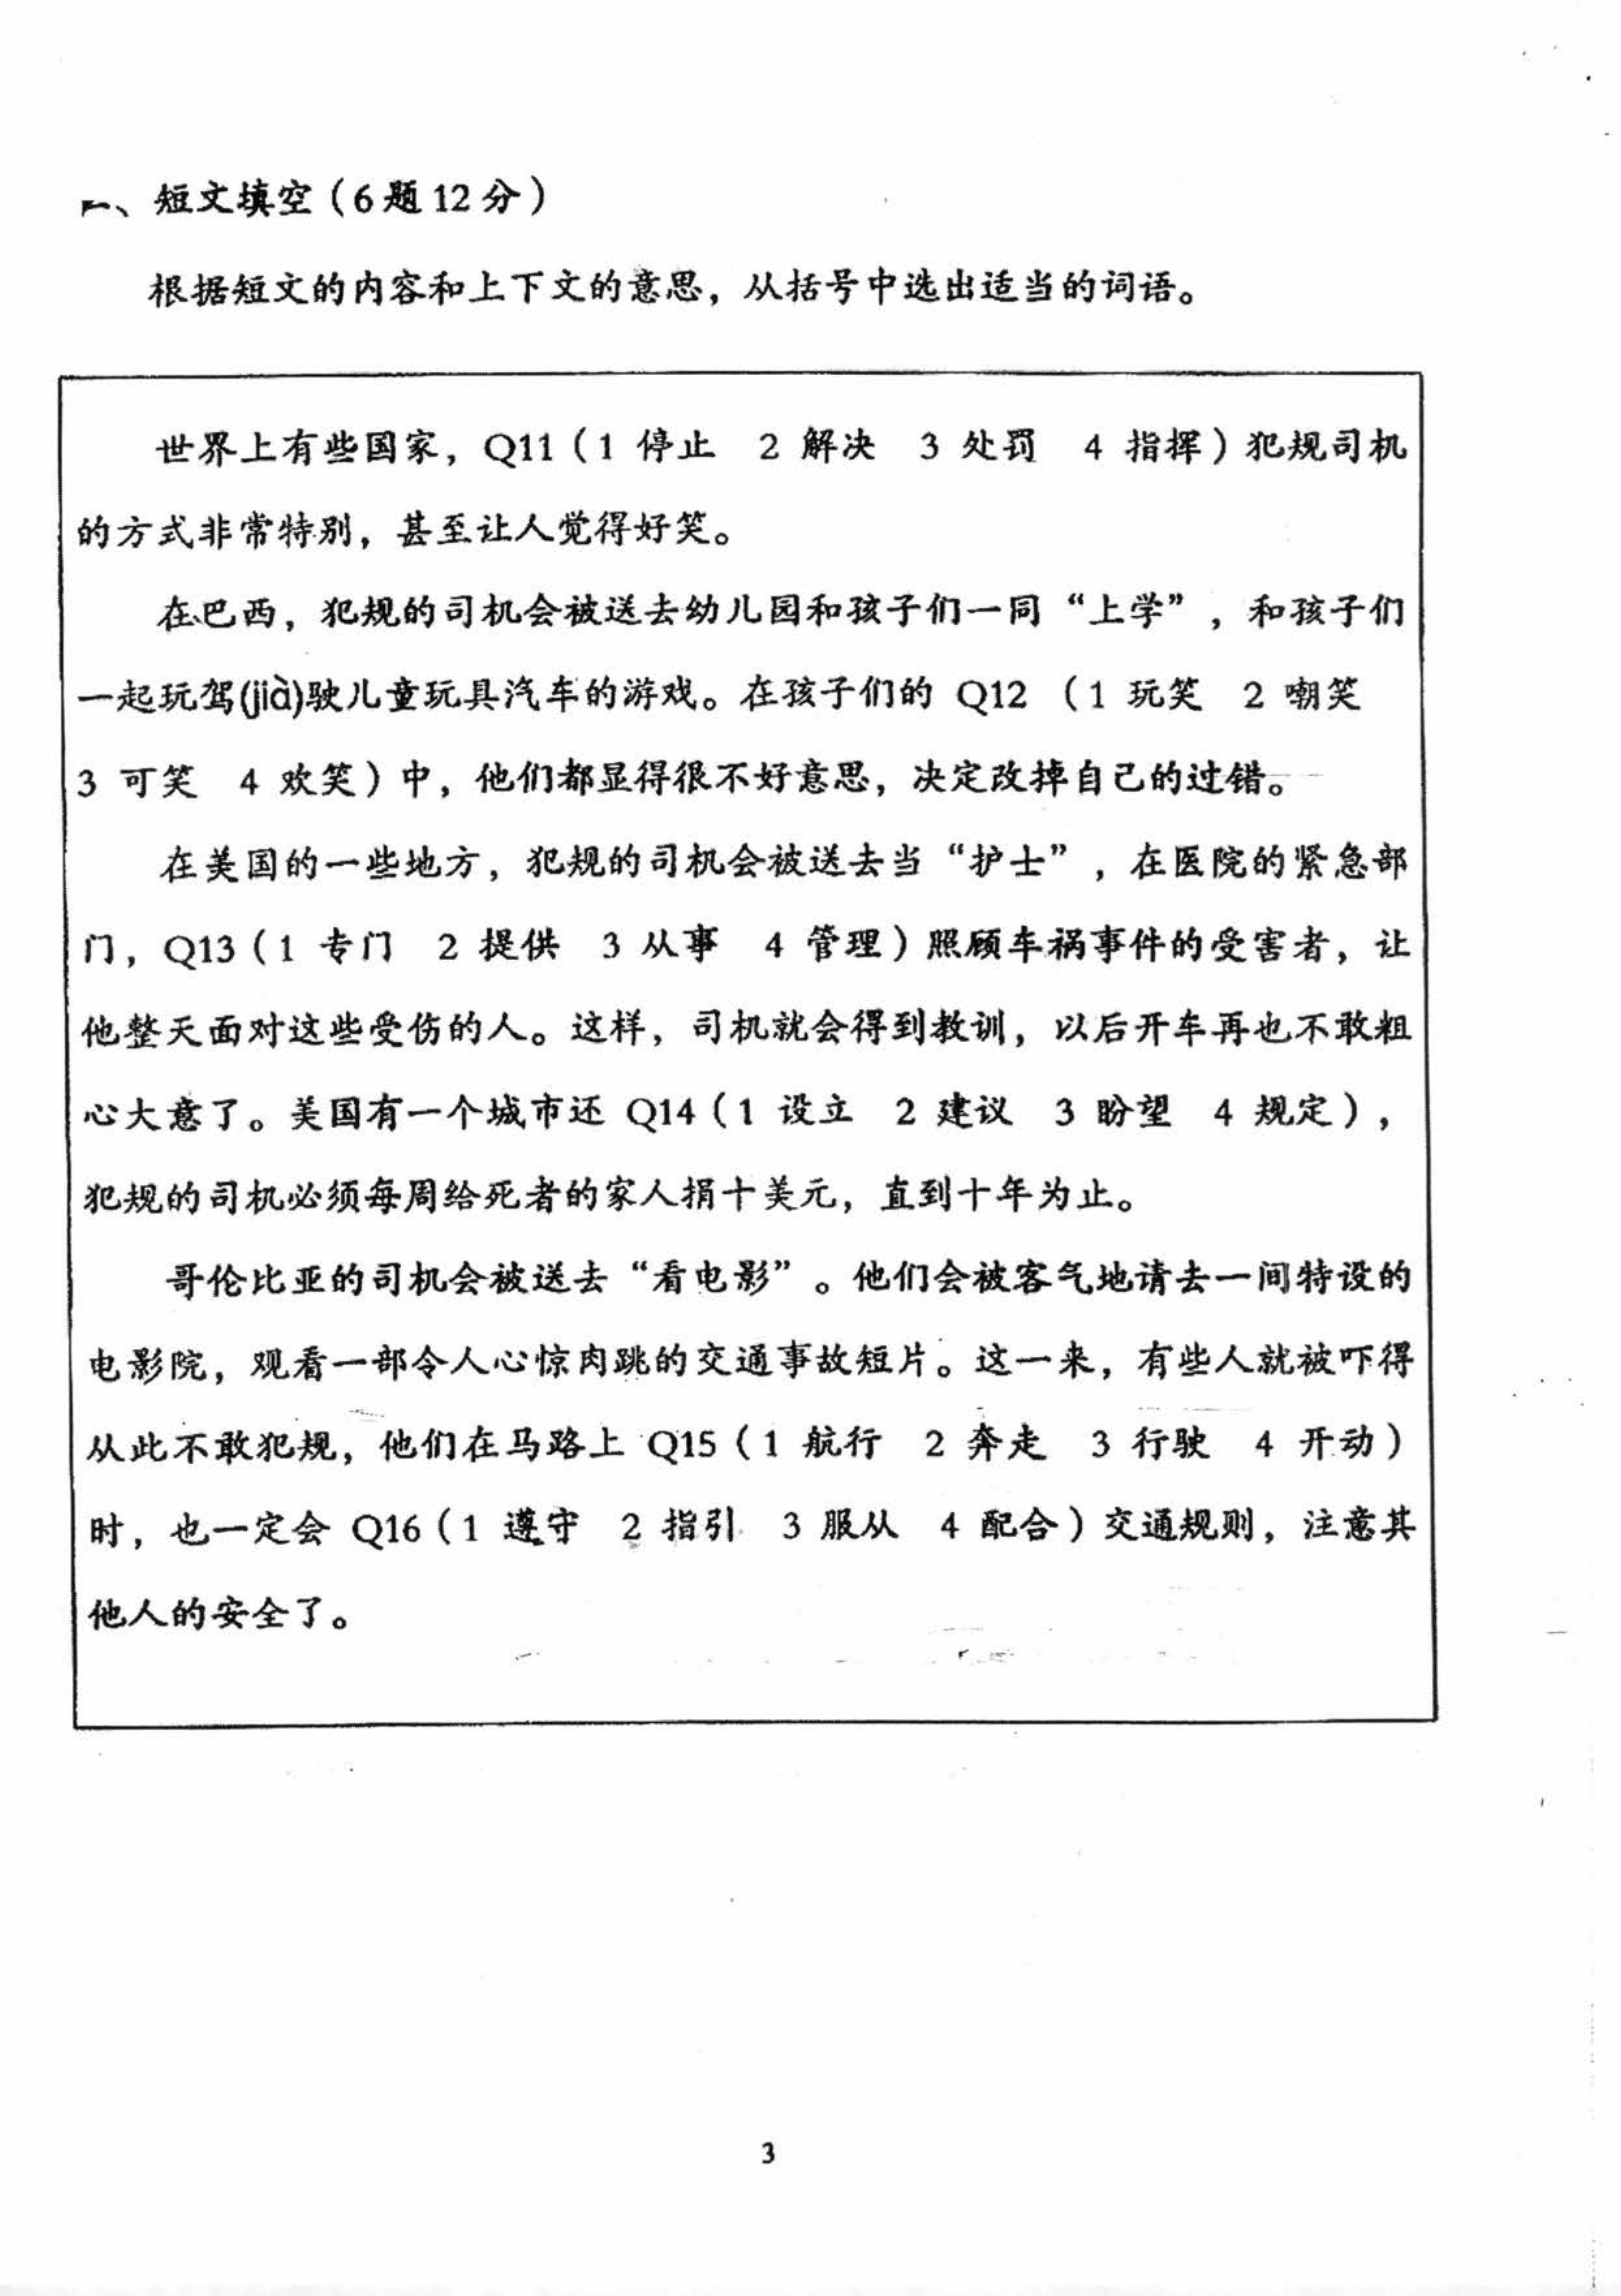 一、短文填空（6题12分）
根据短文的内容和上下文的意思，从括号中选出适当的词语。
世界上有些国家，Q11（1 停止 2 解决 3 处罚 4 指挥）犯规司机
的方式非常特别，甚至让人觉得好笑。
在巴西，犯规的司机会被送去幼儿园和孩子们一同“上学”，和孩子们
一起玩驾(jià)驶儿童玩具汽车的游戏。在孩子们的 Q12 （1 玩笑 2 嘲笑
3 可笑 4 欢笑）中，他们都显得很不好意思，决定改掉自己的过错。
在美国的一些地方，犯规的司机会被送去当“护士”，在医院的紧急部
门，Q13（1 专门 2 提供 3 从事 4 管理）照顾车祸事件的受害者，让
他整天面对这些受伤的人。这样，司机就会得到教训，以后开车再也不敢粗
心大意了。美国有一个城市还 Q14（1 设立 2 建议 3 盼望 4 规定），
犯规的司机必须每周给死者的家人捐十美元，直到十年为止。
哥伦比亚的司机会被送去“看电影”。他们会被客气地请去一间特设的
电影院，观看一部令人心惊肉跳的交通事故短片。这一来，有些人就被吓得
从此不敢犯规，他们在马路上 Q15（1 航行 2 奔走 3 行驶 4 开动）
时，也一定会 Q16（1 遵守 2 指引 3 服从 4 配合）交通规则，注意其
他人的安全了。
3